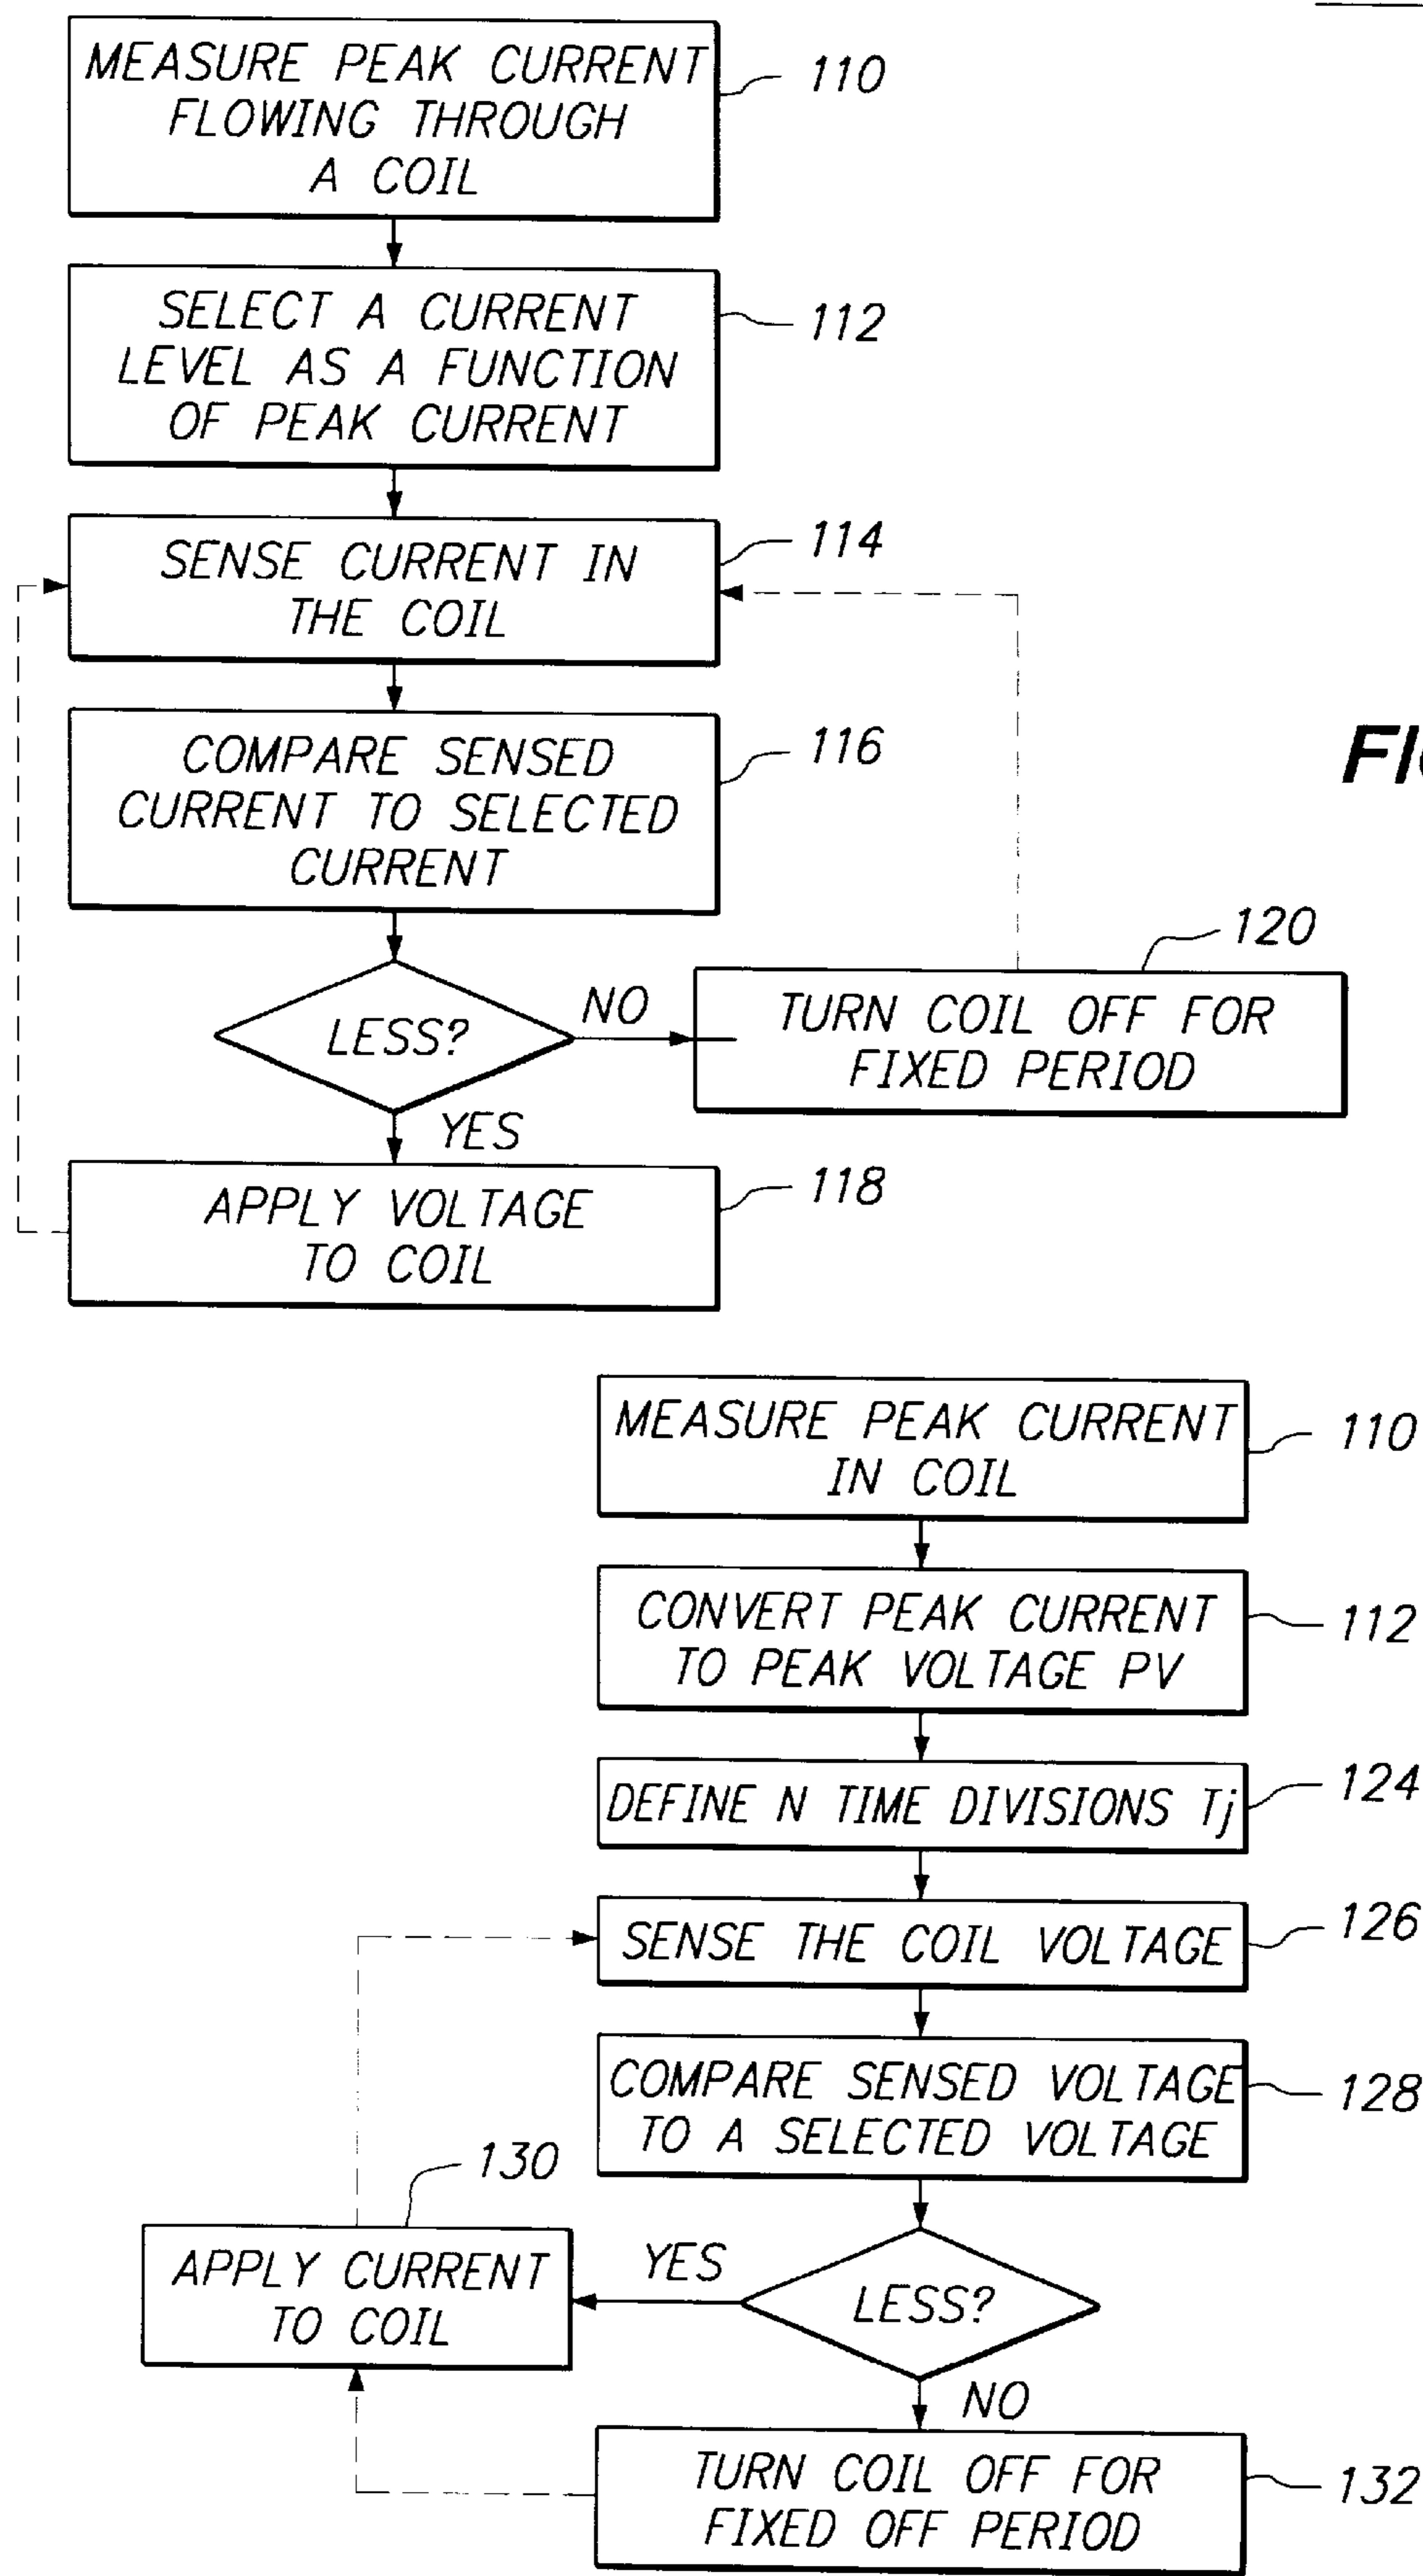 MEASURE PEAK CURRENT
FLOWING THROUGH
A COIL
110
SELECT A CURRENT
LEVEL AS A FUNCTION
OF PEAK CURRENT
112
SENSE CURRENT IN
THE COIL
114
COMPARE SENSED
CURRENT TO SELECTED
CURRENT
116
LESS?
NO
120
TURN COIL OFF FOR
FIXED PERIOD
YES
APPLY VOLTAGE
TO COIL
118
MEASURE PEAK CURRENT
IN COIL
110
CONVERT PEAK CURRENT
TO PEAK VOLTAGE PV
112
DEFINE N TIME DIVISIONS Tj
124
SENSE THE COIL VOLTAGE
126
COMPARE SENSED VOLTAGE
TO A SELECTED VOLTAGE
128
130
APPLY CURRENT
TO COIL
YES
LESS?
NO
TURN COIL OFF FOR
FIXED OFF PERIOD
132